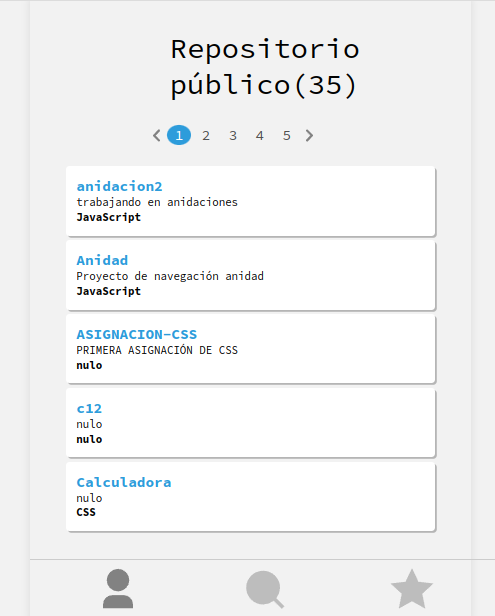 Repositorio
público(35)
1 2 3 4 5
anidacion2
trabajando en anidaciones
JavaScript
Anidad
Proyecto de navegación anidad
JavaScript
ASIGNACION-CSS
PRIMERA ASIGNACIÓN DE CSS
nulo
c12
nulo
nulo
Calculadora
nulo
CSS